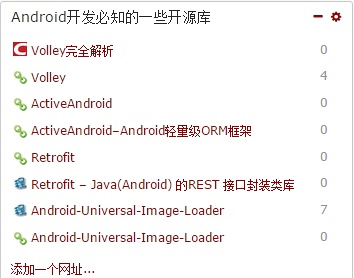 Android开发必知的一些开源库
Volley完全解析 0
Volley 4
ActiveAndroid 0
ActiveAndroid-Android轻量级ORM框架 0
Retrofit 0
Retrofit – Java(Android) 的REST 接口封装类库 0
Android-Universal-Image-Loader 7
Android-Universal-Image-Loader 0
添加一个网址...